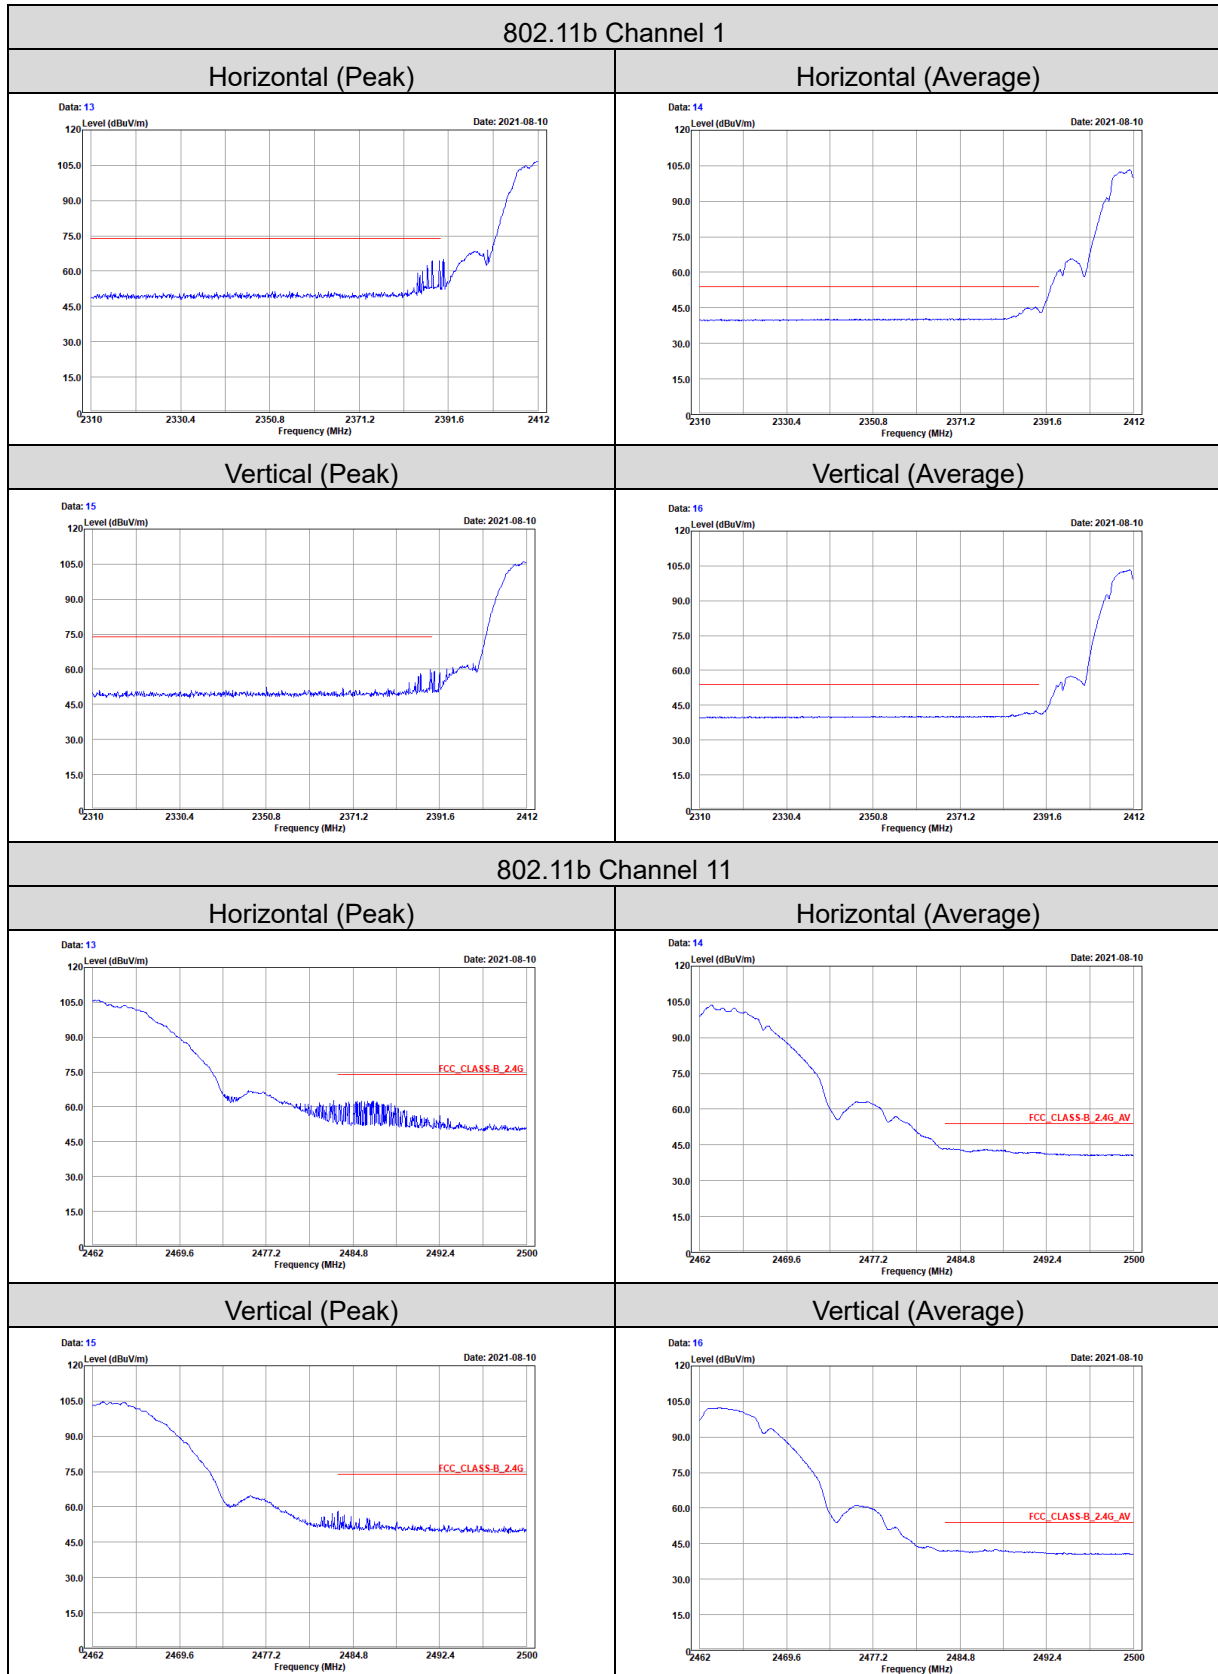 802.11b Channel 1
Horizontal (Peak)
Horizontal (Average)
Data: 13
Level (dBuV/m)
Date: 2021-08-10
120
105.0
90.0
75.0
60.0
45.0
30.0
15.0
0
2310
2330.4
2350.8
2371.2
2391.6
2412
Frequency (MHz)
Data: 14
Level (dBuV/m)
Date: 2021-08-10
120
105.0
90.0
75.0
60.0
45.0
30.0
15.0
0
2310
2330.4
2350.8
2371.2
2391.6
2412
Frequency (MHz)
Vertical (Peak)
Vertical (Average)
Data: 15
Level (dBuV/m)
Date: 2021-08-10
120
105.0
90.0
75.0
60.0
45.0
30.0
15.0
0
2310
2330.4
2350.8
2371.2
2391.6
2412
Frequency (MHz)
Data: 16
Level (dBuV/m)
Date: 2021-08-10
120
105.0
90.0
75.0
60.0
45.0
30.0
15.0
0
2310
2330.4
2350.8
2371.2
2391.6
2412
Frequency (MHz)
802.11b Channel 11
Horizontal (Peak)
Horizontal (Average)
Data: 13
Level (dBuV/m)
Date: 2021-08-10
120
105.0
90.0
75.0
FCC_CLASS-B_2.4G
60.0
45.0
30.0
15.0
0
2462
2469.6
2477.2
2484.8
2492.4
2500
Frequency (MHz)
Data: 14
Level (dBuV/m)
Date: 2021-08-10
120
105.0
90.0
75.0
60.0
FCC_CLASS-B_2.4G_AV
45.0
30.0
15.0
0
2462
2469.6
2477.2
2484.8
2492.4
2500
Frequency (MHz)
Vertical (Peak)
Vertical (Average)
Data: 15
Level (dBuV/m)
Date: 2021-08-10
120
105.0
90.0
75.0
FCC_CLASS-B_2.4G
60.0
45.0
30.0
15.0
0
2462
2469.6
2477.2
2484.8
2492.4
2500
Frequency (MHz)
Data: 16
Level (dBuV/m)
Date: 2021-08-10
120
105.0
90.0
75.0
60.0
FCC_CLASS-B_2.4G_AV
45.0
30.0
15.0
0
2462
2469.6
2477.2
2484.8
2492.4
2500
Frequency (MHz)